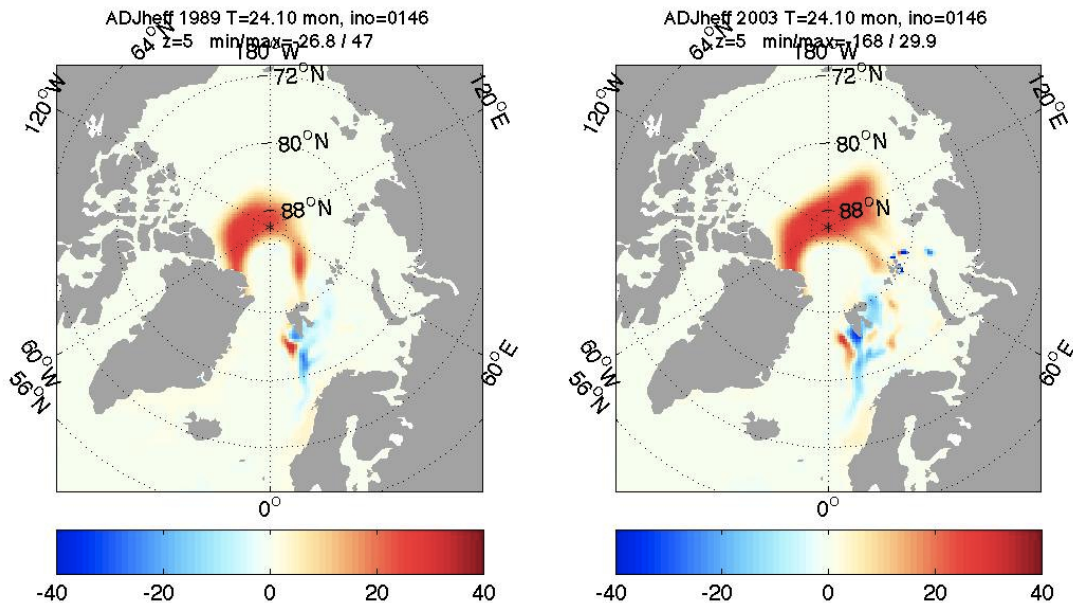 ADJheff 1989 T=24.10 mon, ino=0146
z=5 min/max=-26.8 / 47
180°W
64°N
72°N
120°W
120°E
80°N
88°N
60°W
56°N
60°E
0°
-40 -20 0 20 40
ADJheff 2003 T=24.10 mon, ino=0146
z=5 min/max=-168 / 29.9
180°W
64°N
72°N
120°W
120°E
80°N
88°N
60°W
56°N
60°E
0°
-40 -20 0 20 40